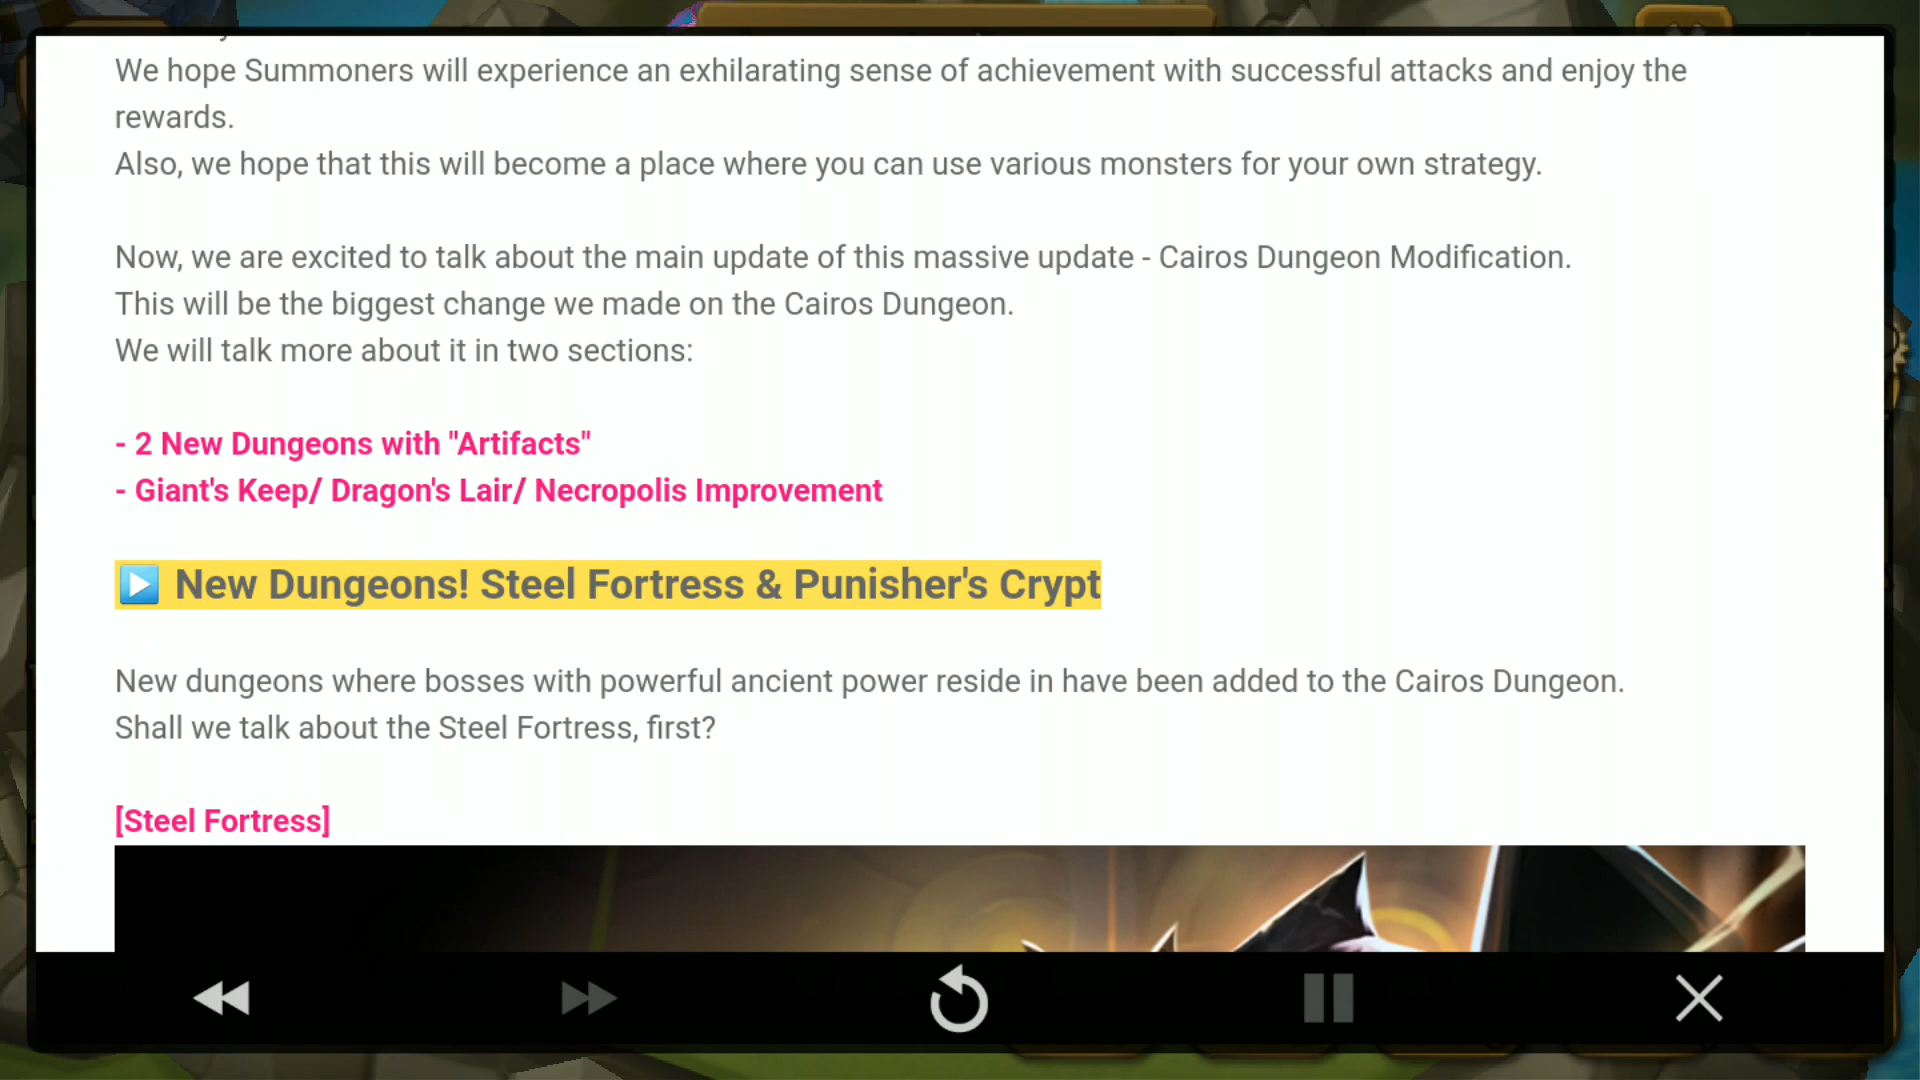 We hope Summoners will experience an exhilarating sense of achievement with successful attacks and enjoy the
rewards.
Also, we hope that this will become a place where you can use various monsters for your own strategy.
Now, we are excited to talk about the main update of this massive update - Cairos Dungeon Modification.
This will be the biggest change we made on the Cairos Dungeon.
We will talk more about it in two sections:
- 2 New Dungeons with "Artifacts"
- Giant's Keep/ Dragon's Lair/ Necropolis Improvement
New Dungeons! Steel Fortress & Punisher's Crypt
New dungeons where bosses with powerful ancient power reside in have been added to the Cairos Dungeon.
Shall we talk about the Steel Fortress, first?
[Steel Fortress]